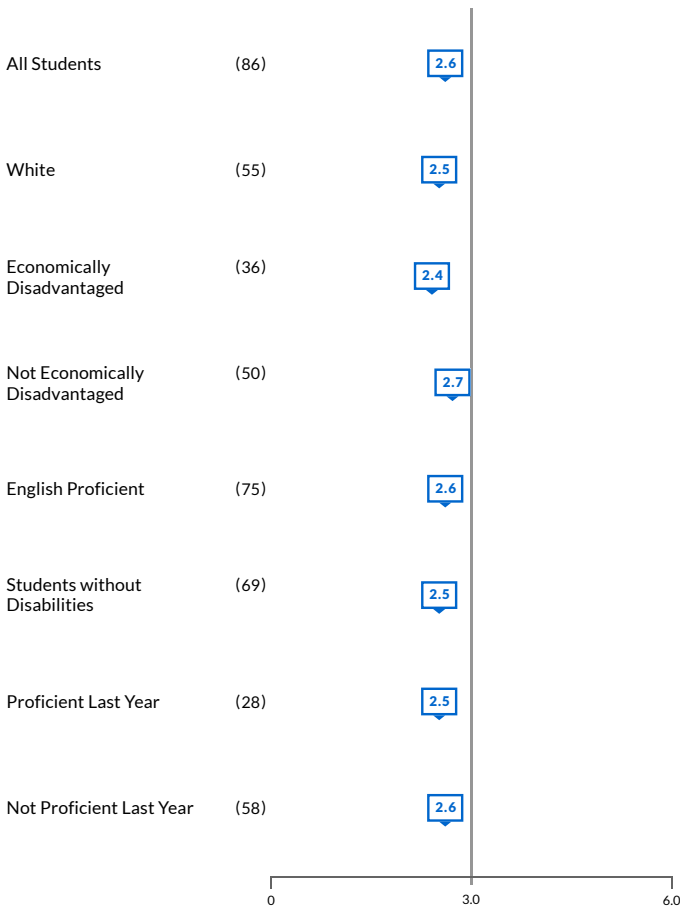 All Students (86) 2.6
White (55) 2.5
Economically (36) 2.4
Disadvantaged
Not Economically (50) 2.7
Disadvantaged
English Proficient (75) 2.6
Students without (69) 2.5
Disabilities
Proficient Last Year (28) 2.5
Not Proficient Last Year (58) 2.6
0 3.0 6.0